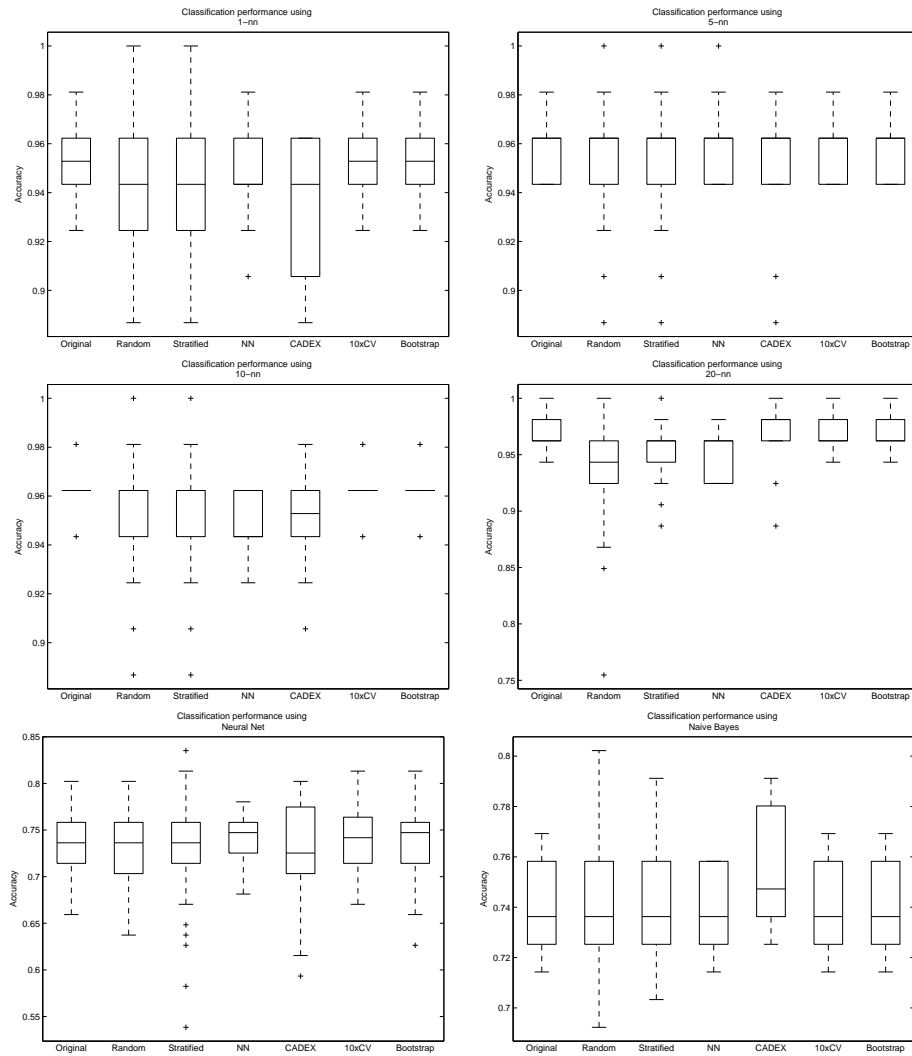 Classification performance using
1−nn
1
0.98
0.96
0.94
0.92
0.9
Accuracy
Original Random Stratified NN CADEX 10xCV Bootstrap
Classification performance using
5−nn
1
0.98
0.96
0.94
0.92
0.9
Accuracy
Original Random Stratified NN CADEX 10xCV Bootstrap
Classification performance using
10−nn
1
0.98
0.96
0.94
0.92
0.9
Accuracy
Original Random Stratified NN CADEX 10xCV Bootstrap
Classification performance using
20−nn
1
0.95
0.9
0.85
0.8
0.75
Accuracy
Original Random Stratified NN CADEX 10xCV Bootstrap
Classification performance using
Neural Net
0.85
0.8
0.75
0.7
0.65
0.6
0.55
Accuracy
Original Random Stratified NN CADEX 10xCV Bootstrap
Classification performance using
Naive Bayes
0.8
0.78
0.76
0.74
0.72
0.7
Accuracy
Original Random Stratified NN CADEX 10xCV Bootstrap